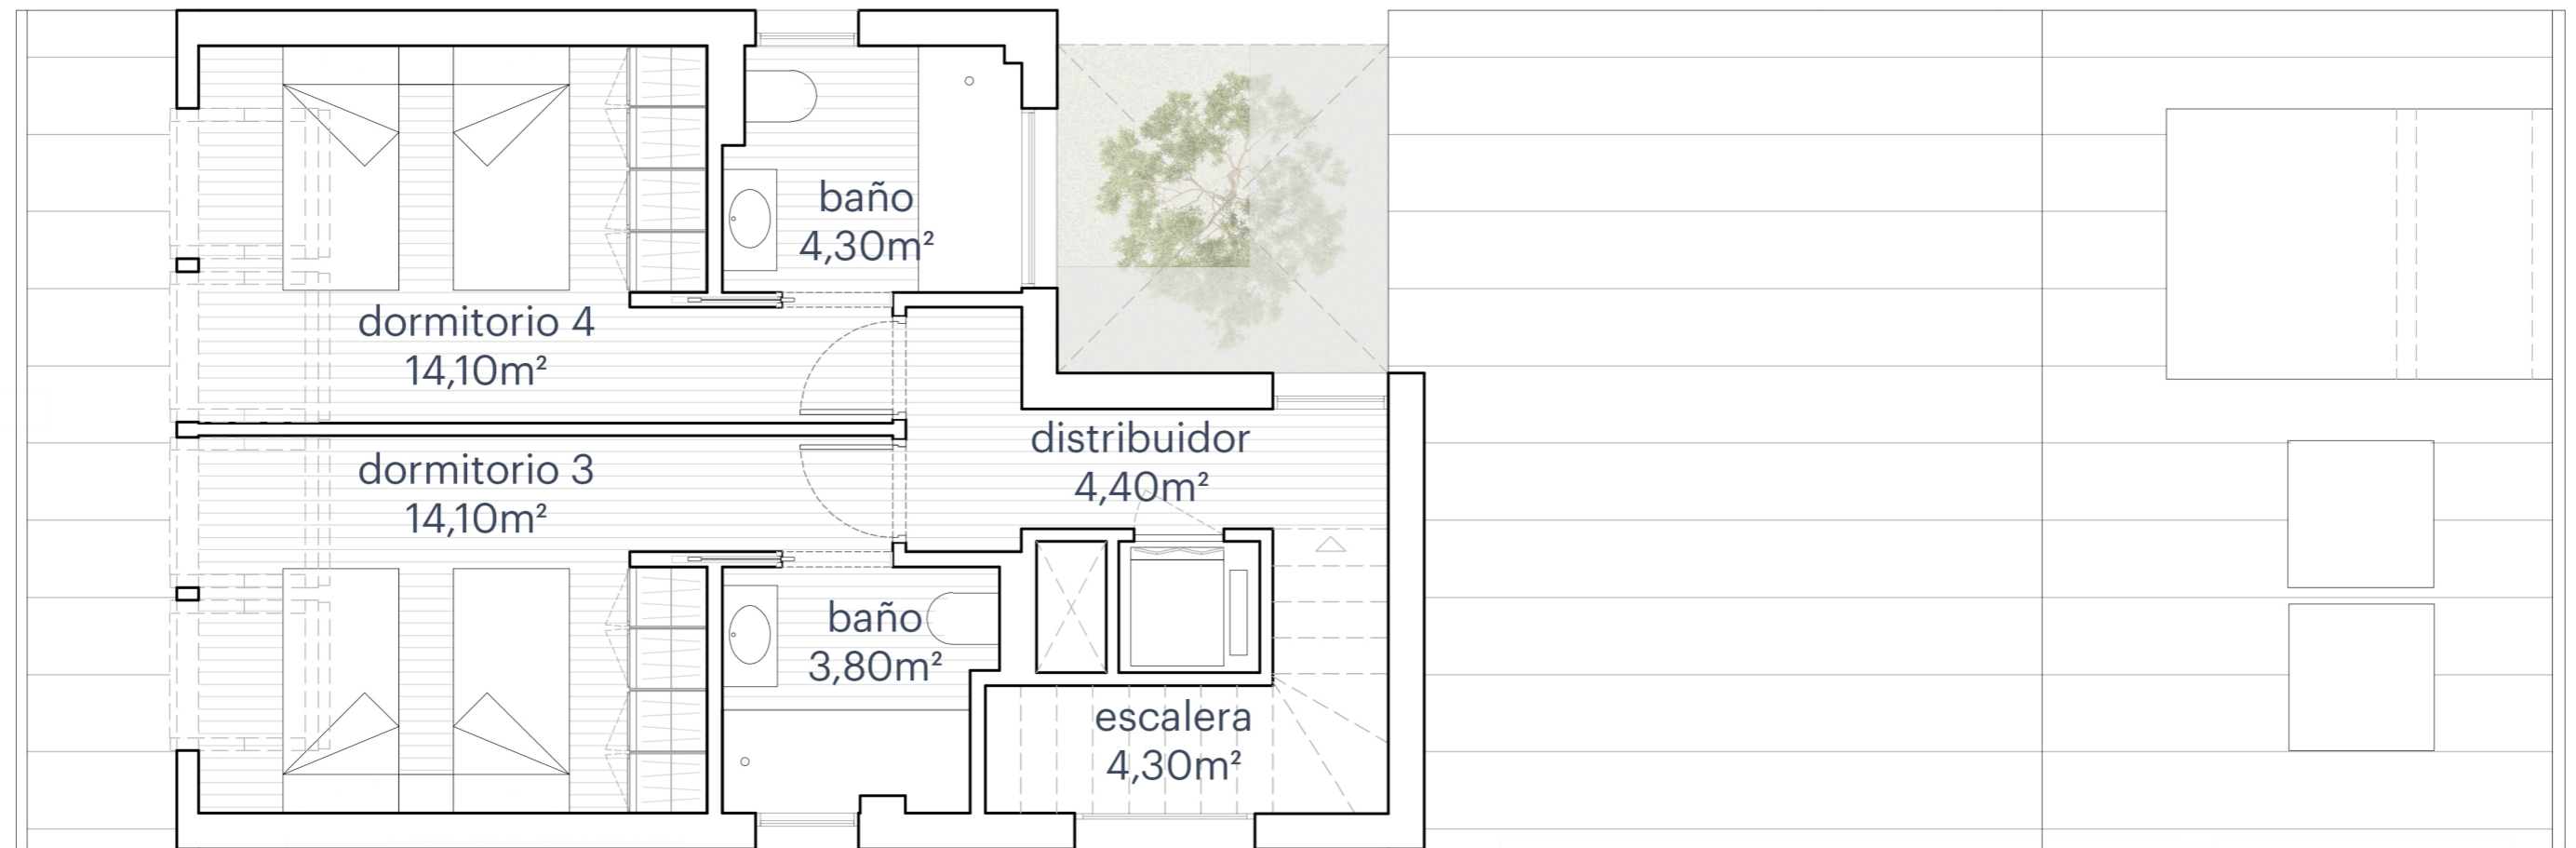 baño
4,30m²
dormitorio 4
14,10m²
distribuidor
4,40m²
dormitorio 3
14,10m²
baño
3,80m²
escalera
4,30m²